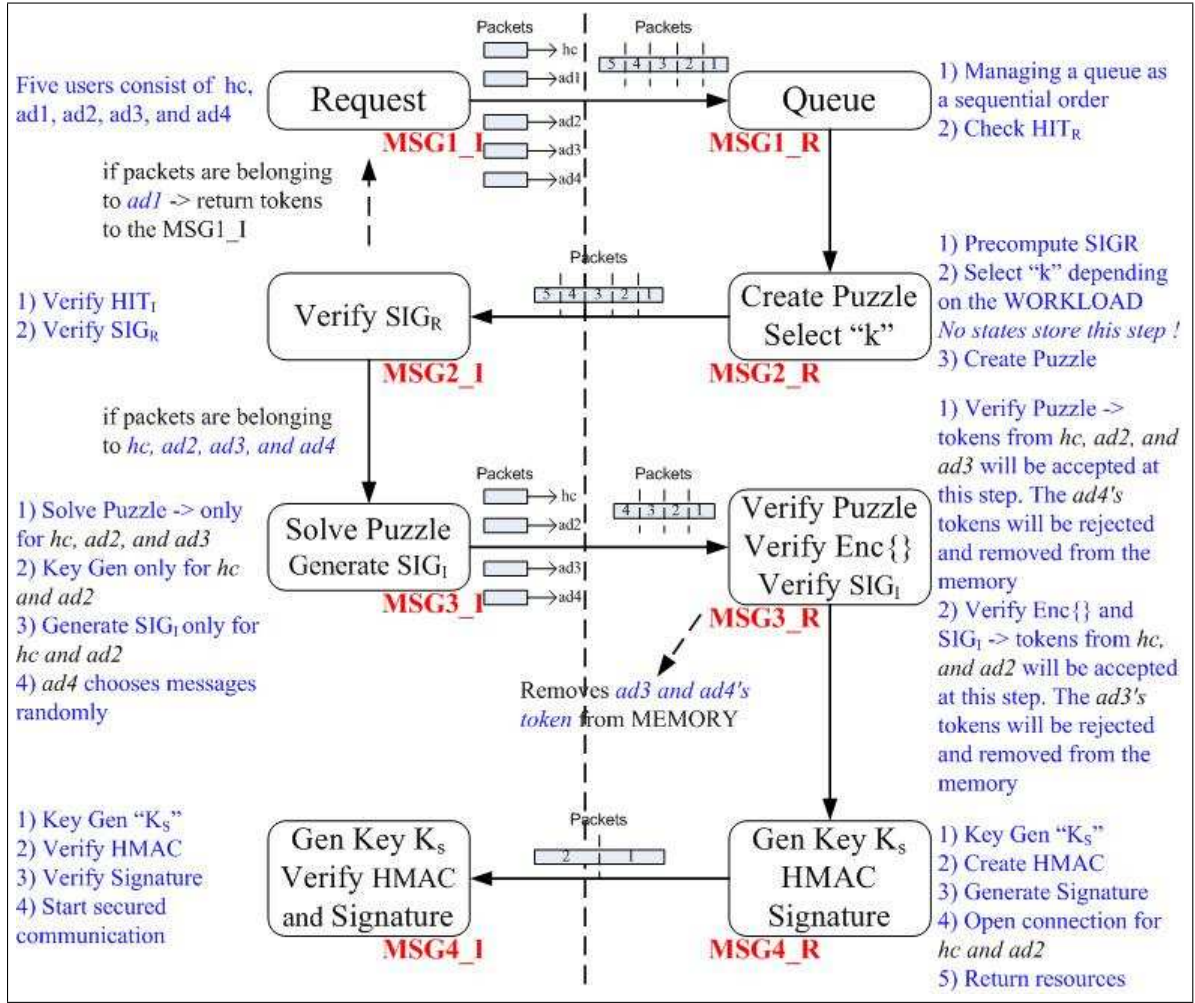 Packets
Packets
hc
5 4 3 2 1
Five users consist of hc,
ad1, ad2, ad3, and ad4
Request
ad1
Queue
1) Managing a queue as
a sequential order
2) Check HIT_R
MSG1_I
ad2
MSG1_R
ad3
ad4
if packets are belonging
to ad1 -> return tokens
to the MSG1_I
Packets
5 4 3 2 1
1) Verify HIT_I
2) Verify SIG_R
Verify SIG_R
Create Puzzle
Select “k”
1) Precompute SIGR
2) Select “k” depending
on the WORKLOAD
No states store this step !
3) Create Puzzle
MSG2_I
MSG2_R
if packets are belonging
to hc, ad2, ad3, and ad4
Packets
Packets
hc
4 3 2 1
1) Solve Puzzle -> only
for hc, ad2, and ad3
2) Key Gen only for hc
and ad2
3) Generate SIG_I only for
hc and ad2
4) ad4 chooses messages
randomly
Solve Puzzle
Generate SIG_I
ad2
ad3
ad4
MSG3_I
Verify Puzzle
Verify Enc{}
Verify SIG_I
MSG3_R
1) Verify Puzzle ->
tokens from hc, ad2, and
ad3 will be accepted at
this step. The ad4's
tokens will be rejected
and removed from the
memory
2) Verify Enc{} and
SIG_I -> tokens from hc,
and ad2 will be accepted
at this step. The ad3's
tokens will be rejected
and removed from the
memory
Removes ad3 and ad4's
token from MEMORY
Packets
2 1
1) Key Gen “K_S”
2) Verify HMAC
3) Verify Signature
4) Start secured
communication
Gen Key K_S
Verify HMAC
and Signature
MSG4_I
Gen Key K_S
HMAC
Signature
MSG4_R
1) Key Gen “K_S”
2) Create HMAC
3) Generate Signature
4) Open connection for
hc and ad2
5) Return resources